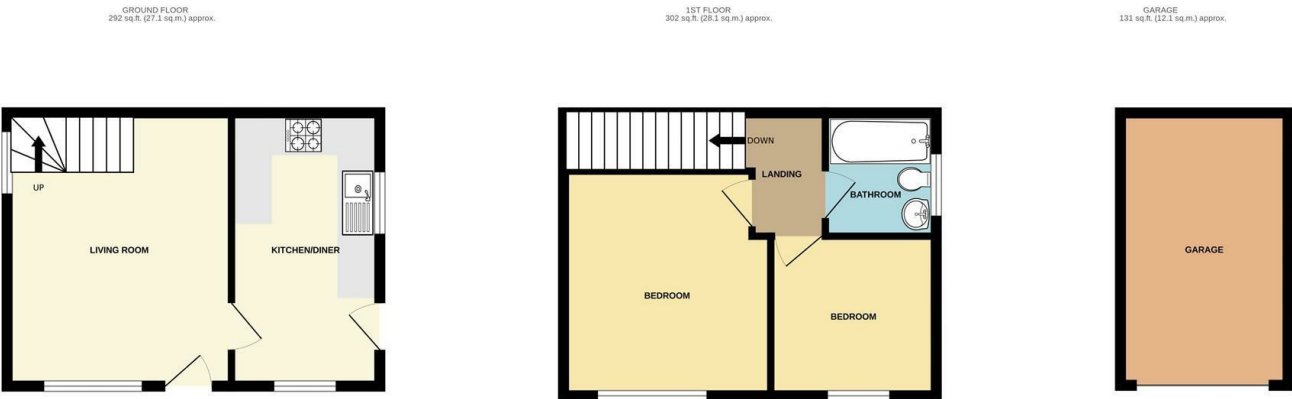 GROUND FLOOR
292 sq.ft. (27.1 sq.m.) approx.
1ST FLOOR
302 sq.ft. (28.1 sq.m.) approx.
GARAGE
131 sq.ft. (12.1 sq.m.) approx.
UP
LIVING ROOM
KITCHEN/DINER
DOWN
LANDING
BATHROOM
BEDROOM
BEDROOM
GARAGE